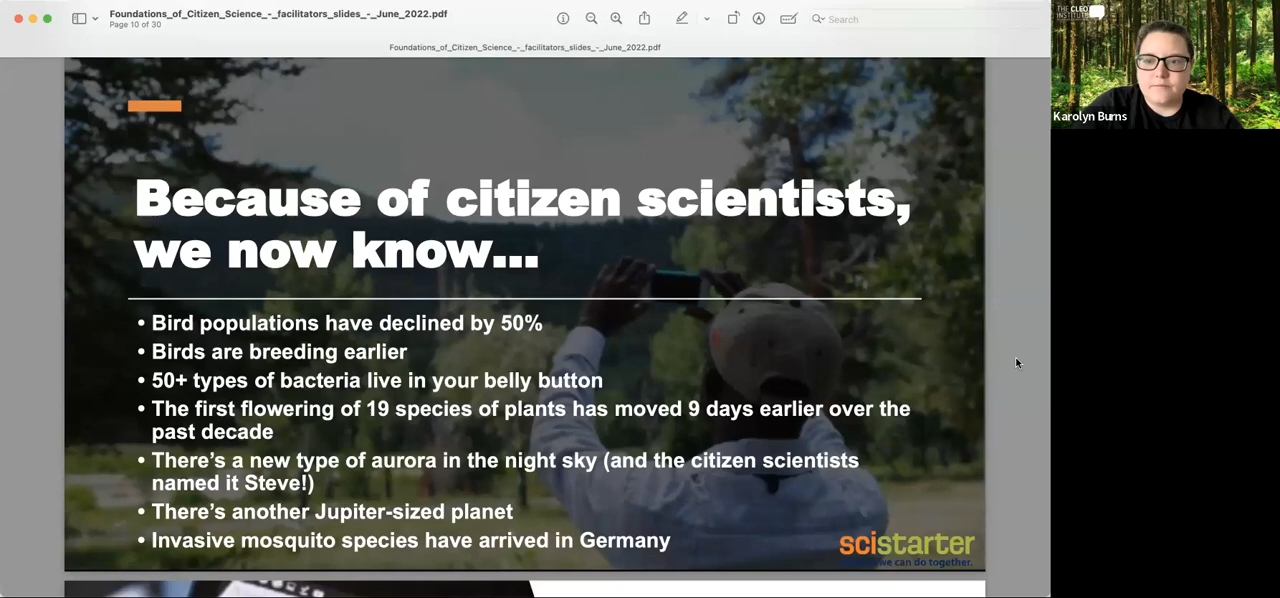 Foundations_of_Citizen_Science_-_facilitators_slides_-_June_2022.pdf
Page 10 of 30
Search
Foundations_of_Citizen_Science_-_facilitators_slides_-_June_2022.pdf
THE CLEO
INSTITUTE
Karolyn Burns
Because of citizen scientists,
we now know...
• Bird populations have declined by 50%
• Birds are breeding earlier
• 50+ types of bacteria live in your belly button
• The first flowering of 19 species of plants has moved 9 days earlier over the
past decade
• There's a new type of aurora in the night sky (and the citizen scientists
named it Steve!)
• There's another Jupiter-sized planet
• Invasive mosquito species have arrived in Germany
scistarter
we can do together.